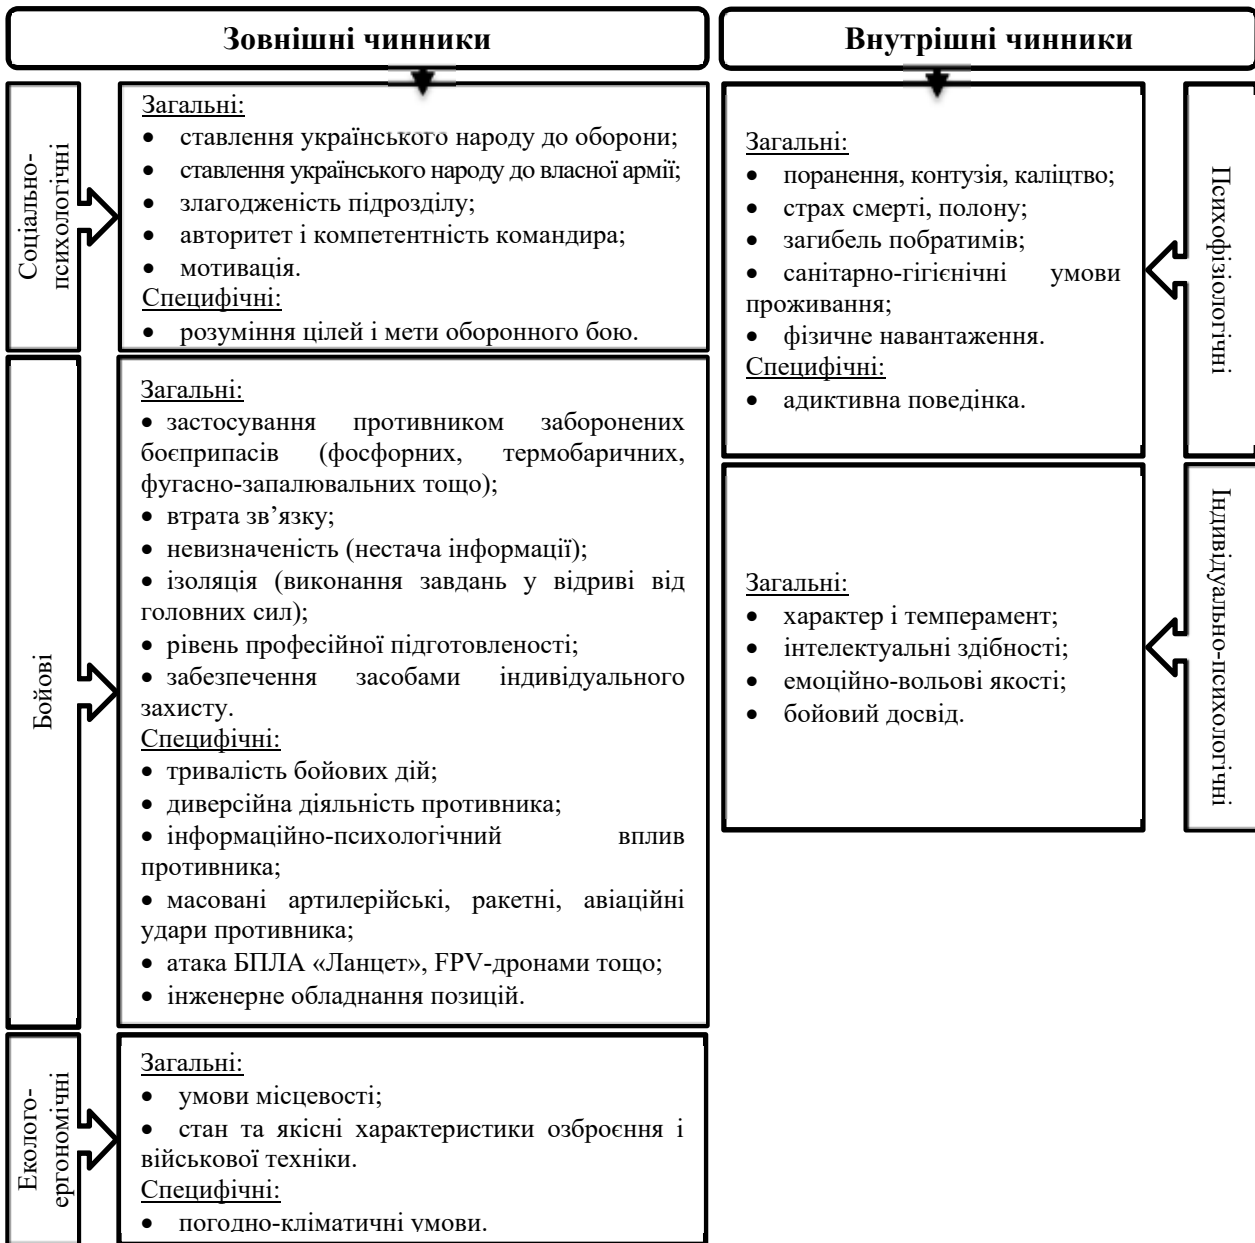 Зовнішні чинники
Соціально-
психологічні
Загальні:
• ставлення українського народу до оборони;
• ставлення українського народу до власної армії;
• злагодженість підрозділу;
• авторитет і компетентність командира;
• мотивація.
Специфічні:
• розуміння цілей і мети оборонного бою.
Бойові
Загальні:
• застосування противником заборонених
боєприпасів (фосфорних, термобаричних,
фугасно-запалювальних тощо);
• втрата зв’язку;
• невизначеність (нестача інформації);
• ізоляція (виконання завдань у відриві від
головних сил);
• рівень професійної підготовленості;
• забезпечення засобами індивідуального
захисту.
Специфічні:
• тривалість бойових дій;
• диверсійна діяльність противника;
• інформаційно-психологічний вплив
противника;
• масовані артилерійські, ракетні, авіаційні
удари противника;
• атака БПЛА «Ланцет», FPV-дронами тощо;
• інженерне обладнання позицій.
Еколого-
ергономічні
Загальні:
• умови місцевості;
• стан та якісні характеристики озброєння і
військової техніки.
Специфічні:
• погодно-кліматичні умови.
Внутрішні чинники
Загальні:
• поранення, контузія, каліцтво;
• страх смерті, полону;
• загибель побратимів;
• санітарно-гігієнічні умови
проживання;
• фізичне навантаження.
Специфічні:
• адиктивна поведінка.
Психофізіологічні
Загальні:
• характер і темперамент;
• інтелектуальні здібності;
• емоційно-вольові якості;
• бойовий досвід.
Індивідуально-психологічні